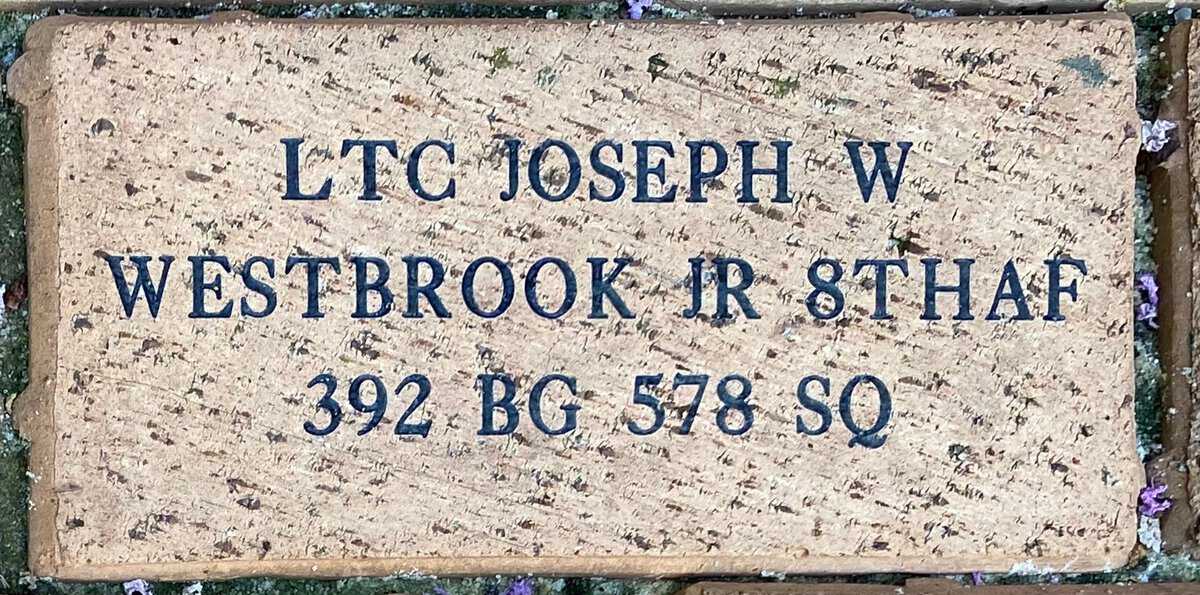 LTC JOSEPH W
WESTBROOK JR 8THAF
392 BG 578 SQ